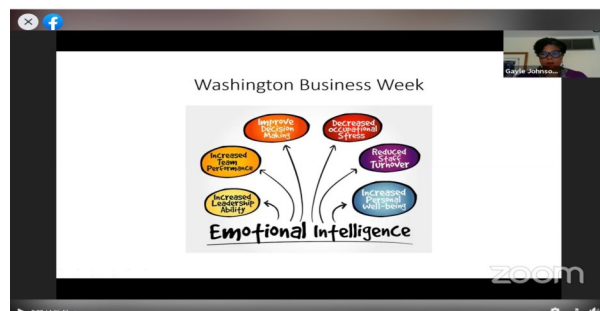 Gayle Johnso...
Washington Business Week
Improve
Decision
Making
Decreased
Occupational
Stress
Increased
Team
Performance
Reduced
Staff
Turnover
Increased
Leadership
Ability
Increased
Personal
Well-being
Emotional Intelligence
zoom